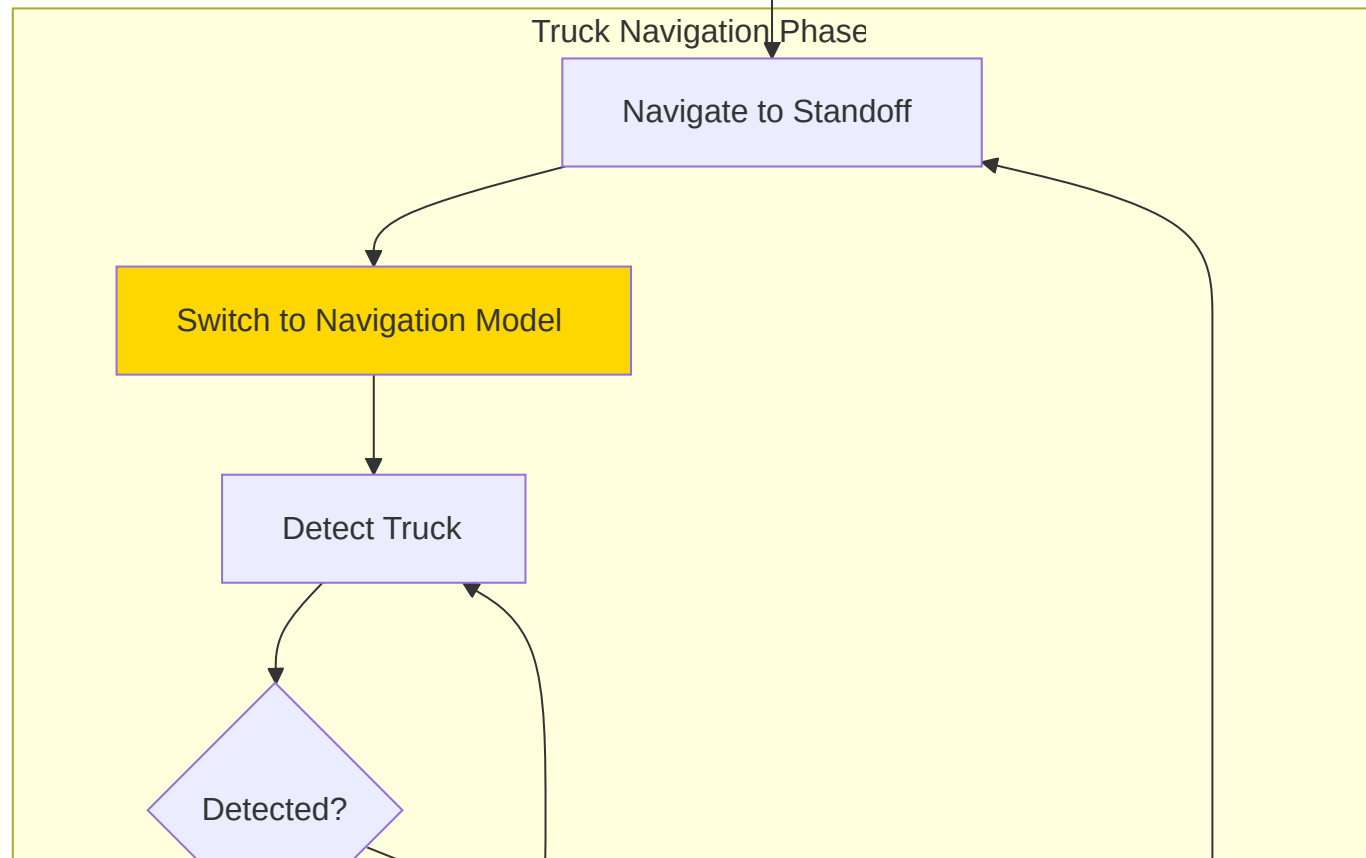 Truck Navigation Phase
Navigate to Standoff
Switch to Navigation Model
Detect Truck
Detected?